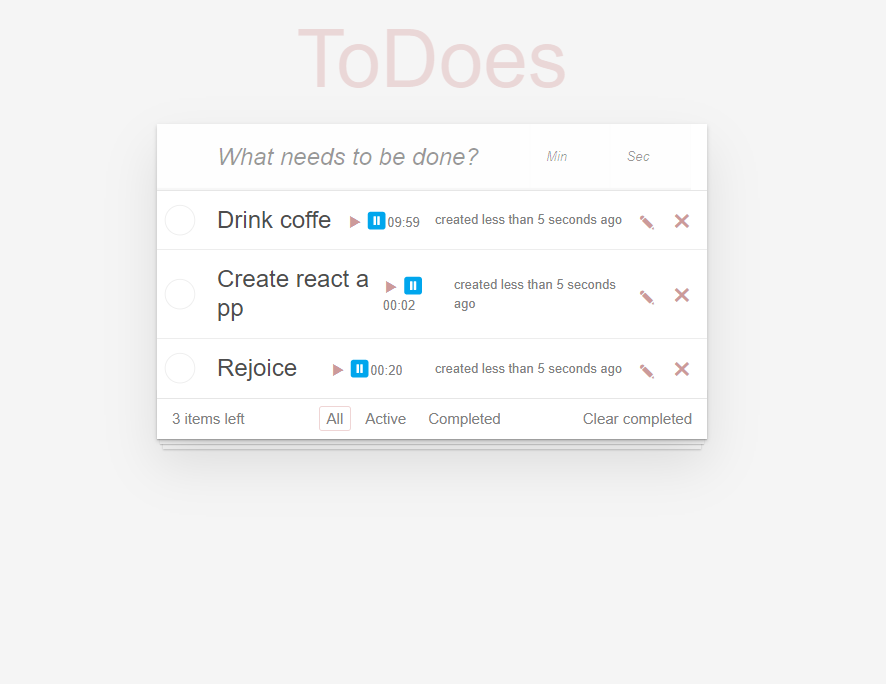 ToDoes
What needs to be done? Min Sec
Drink coffe 09:59 created less than 5 seconds ago
Create react a
pp
00:02
created less than 5 seconds
ago
Rejoice 00:20 created less than 5 seconds ago
3 items left All Active Completed Clear completed